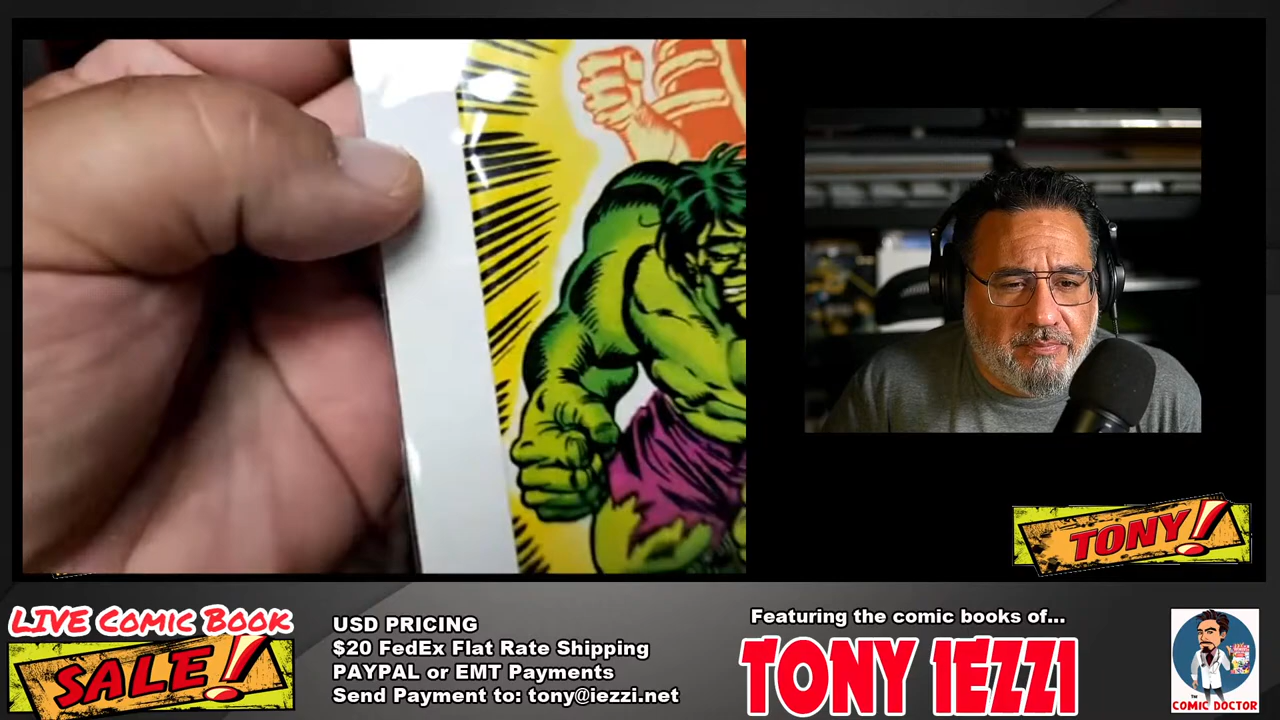 TONY!
LIVE Comic Book
SALE!
USD PRICING
$20 FedEx Flat Rate Shipping
PAYPAL or EMT Payments
Send Payment to: tony@iezzi.net
Featuring the comic books of...
TONY IEZZI
THE
COMIC DOCTOR